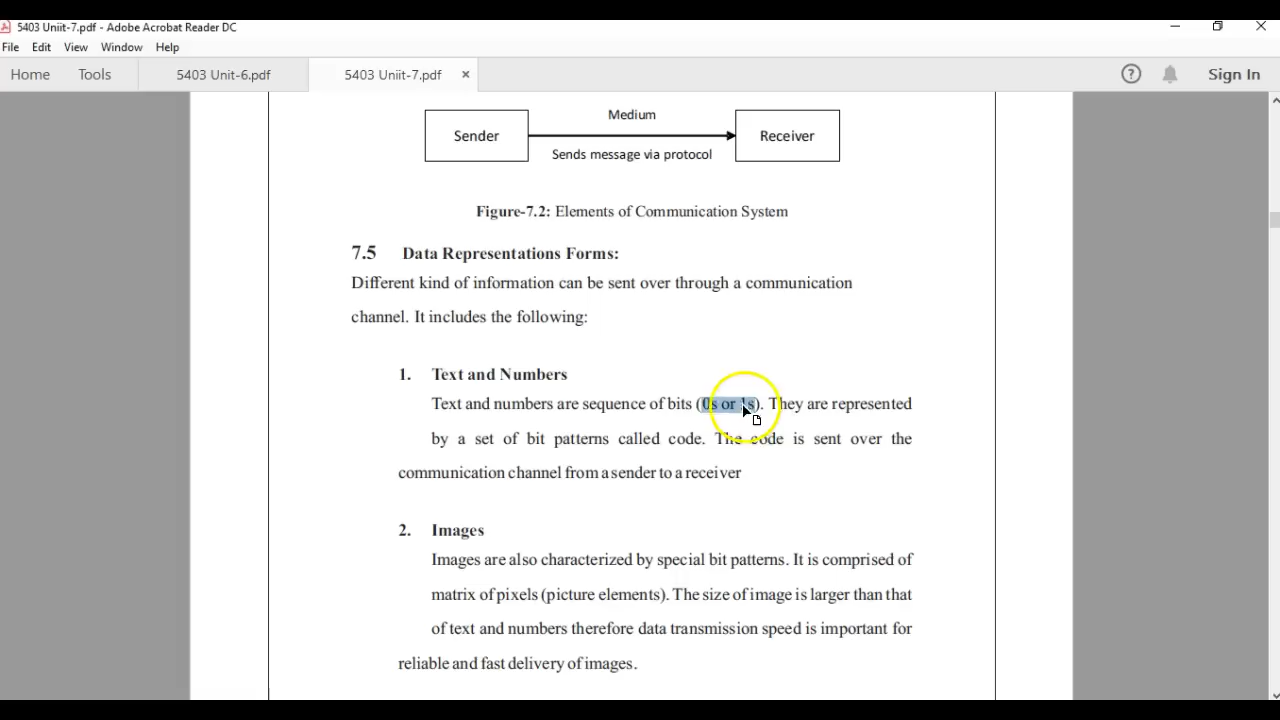 5403 Uniit-7.pdf - Adobe Acrobat Reader DC
File Edit View Window Help
Home Tools 5403 Unit-6.pdf 5403 Uniit-7.pdf × ? Sign In
Medium
Sender Receiver
Sends message via protocol
Figure-7.2: Elements of Communication System
7.5 Data Representations Forms:
Different kind of information can be sent over through a communication
channel. It includes the following:
1. Text and Numbers
Text and numbers are sequence of bits (0s or 1s). They are represented
by a set of bit patterns called code. The code is sent over the
communication channel from a sender to a receiver
2. Images
Images are also characterized by special bit patterns. It is comprised of
matrix of pixels (picture elements). The size of image is larger than that
of text and numbers therefore data transmission speed is important for
reliable and fast delivery of images.